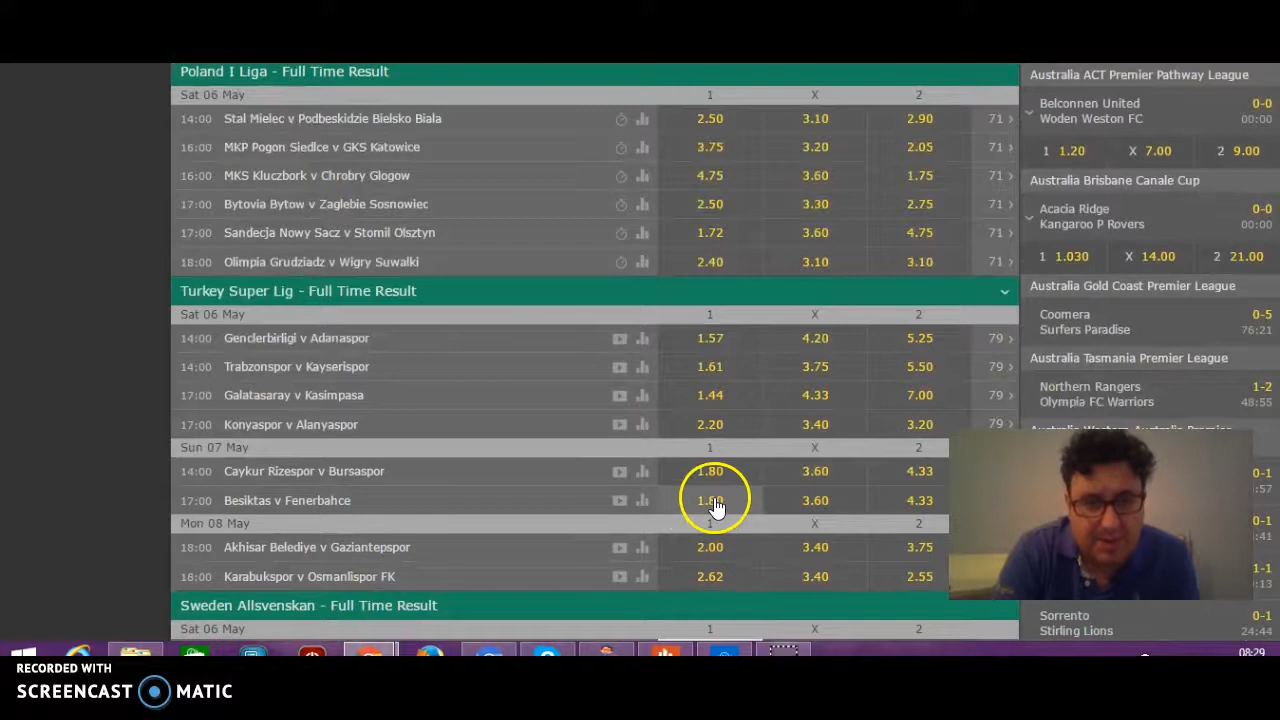 Poland I Liga - Full Time Result
Sat 06 May 1 X 2
14:00 Stal Mielec v Podbeskidzie Bielsko Biala 2.50 3.10 2.90 71
16:00 MKP Pogon Siedlce v GKS Katowice 3.75 3.20 2.05 71
16:00 MKS Kluczbork v Chrobry Glogow 4.75 3.60 1.75 71
17:00 Bytovia Bytow v Zaglebie Sosnowiec 2.50 3.30 2.75 71
17:00 Sandecja Nowy Sacz v Stomil Olsztyn 1.72 3.60 4.75 71
18:00 Olimpia Grudziadz v Wigry Suwalki 2.40 3.10 3.10 71
Turkey Super Lig - Full Time Result
Sat 06 May 1 X 2
14:00 Genclerbirligi v Adanaspor 1.57 4.20 5.25 79
14:00 Trabzonspor v Kayserispor 1.61 3.75 5.50 79
17:00 Galatasaray v Kasimpasa 1.44 4.33 7.00 79
17:00 Konyaspor v Alanyaspor 2.20 3.40 3.20 79
Sun 07 May 1 X 2
14:00 Caykur Rizespor v Bursaspor 1.80 3.60 4.33
17:00 Besiktas v Fenerbahce 3.60 4.33
Mon 08 May 1 X 2
18:00 Akhisar Belediye v Gaziantepspor 2.00 3.40 3.75
18:00 Karabukspor v Osmanlispor FK 2.62 3.40 2.55
Sweden Allsvenskan - Full Time Result
Sat 06 May 1 X 2
Australia ACT Premier Pathway League
Belconnen United 0-0
Woden Weston FC 00:00
1 1.20 X 7.00 2 9.00
Australia Brisbane Canale Cup
Acacia Ridge 0-0
Kangaroo P Rovers 00:00
1 1.030 X 14.00 2 21.00
Australia Gold Coast Premier League
Coomera 0-5
Surfers Paradise 76:21
Australia Tasmania Premier League
Northern Rangers 1-2
Olympia FC Warriors 48:55
0-1
:57
0-1
:41
1-1
0:13
Sorrento 0-1
Stirling Lions 24:44
08:29
RECORDED WITH
SCREENCAST MATIC